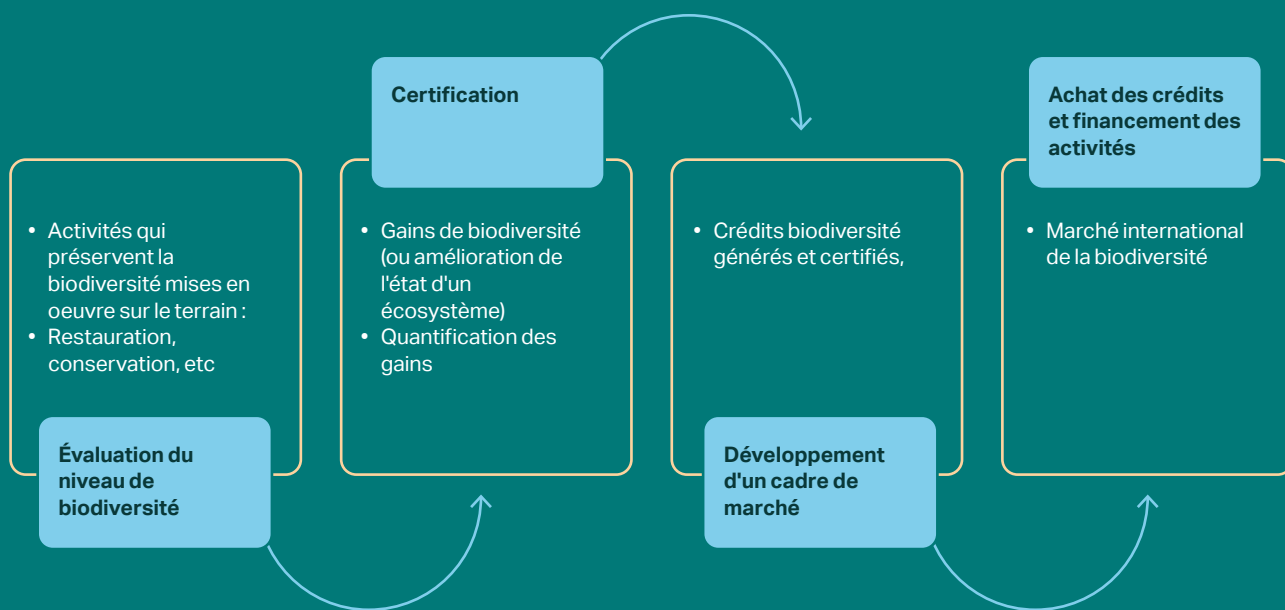 • Activités qui
préservent la
biodiversité mises en
oeuvre sur le terrain :
• Restauration,
conservation, etc
Évaluation du
niveau de
biodiversité
Certification
• Gains de biodiversité
(ou amélioration de
l'état d'un
écosystème)
• Quantification des
gains
• Crédits biodiversité
générés et certifiés,
Développement
d'un cadre de
marché
Achat des crédits
et financement des
activités
• Marché international
de la biodiversité